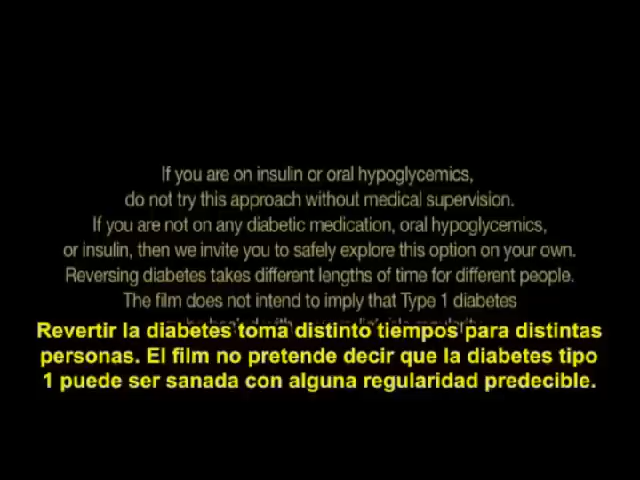 If you are on insulin or oral hypoglycemics,
do not try this approach without medical supervision.
If you are not on any diabetic medication, oral hypoglycemics,
or insulin, then we invite you to safely explore this option on your own.
Reversing diabetes takes different lengths of time for different people.
The film does not intend to imply that Type 1 diabetes
Revertir la diabetes toma distinto tiempos para distintas
personas. El film no pretende decir que la diabetes tipo
1 puede ser sanada con alguna regularidad predecible.